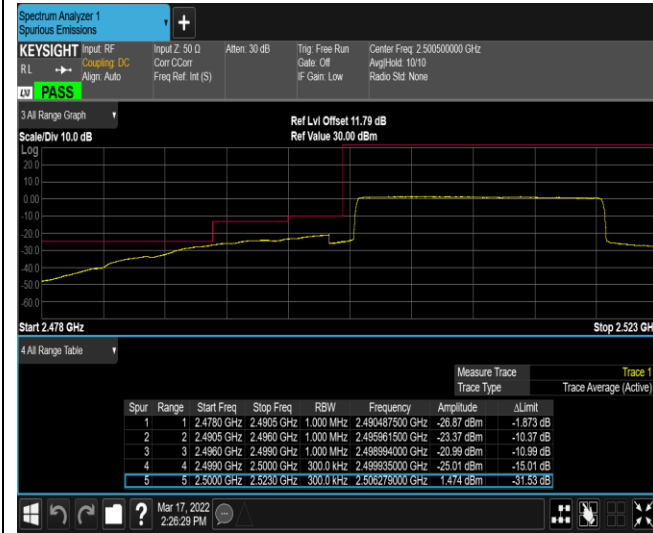 Spectrum Analyzer 1
Spurious Emissions
KEYSIGHT Input: RF Input Z: 50 Ω Atten: 30 dB Trig: Free Run Center Freq: 2.500500000 GHz
RL Coupling: DC Corr CCorr Gate: Off Avg|Hold: 10/10
Align: Auto Freq Ref: Int (S) IF Gain: Low Radio Std: None
LXI PASS
3 All Range Graph
Ref Lvl Offset 11.79 dB
Scale/Div 10.0 dB Ref Value 30.00 dBm
Log
20.0
10.0
0.00
-10.0
-20.0
-30.0
-40.0
-50.0
-60.0
Start 2.478 GHz Stop 2.523 GH
4 All Range Table
Measure Trace Trace 1
Trace Type Trace Average (Active)
Spur Range Start Freq Stop Freq RBW Frequency Amplitude ΔLimit
1 1 2.4780 GHz 2.4905 GHz 1.000 MHz 2.490487500 GHz -26.87 dBm -1.873 dB
2 2 2.4905 GHz 2.4960 GHz 1.000 MHz 2.495961500 GHz -23.37 dBm -10.37 dB
3 3 2.4960 GHz 2.4990 GHz 1.000 MHz 2.498994000 GHz -20.99 dBm -10.99 dB
4 4 2.4990 GHz 2.5000 GHz 300.0 kHz 2.499935000 GHz -25.01 dBm -15.01 dB
5 5 2.5000 GHz 2.5230 GHz 300.0 kHz 2.506279000 GHz 1.474 dBm -31.53 dB
Mar 17, 2022
2:26:29 PM